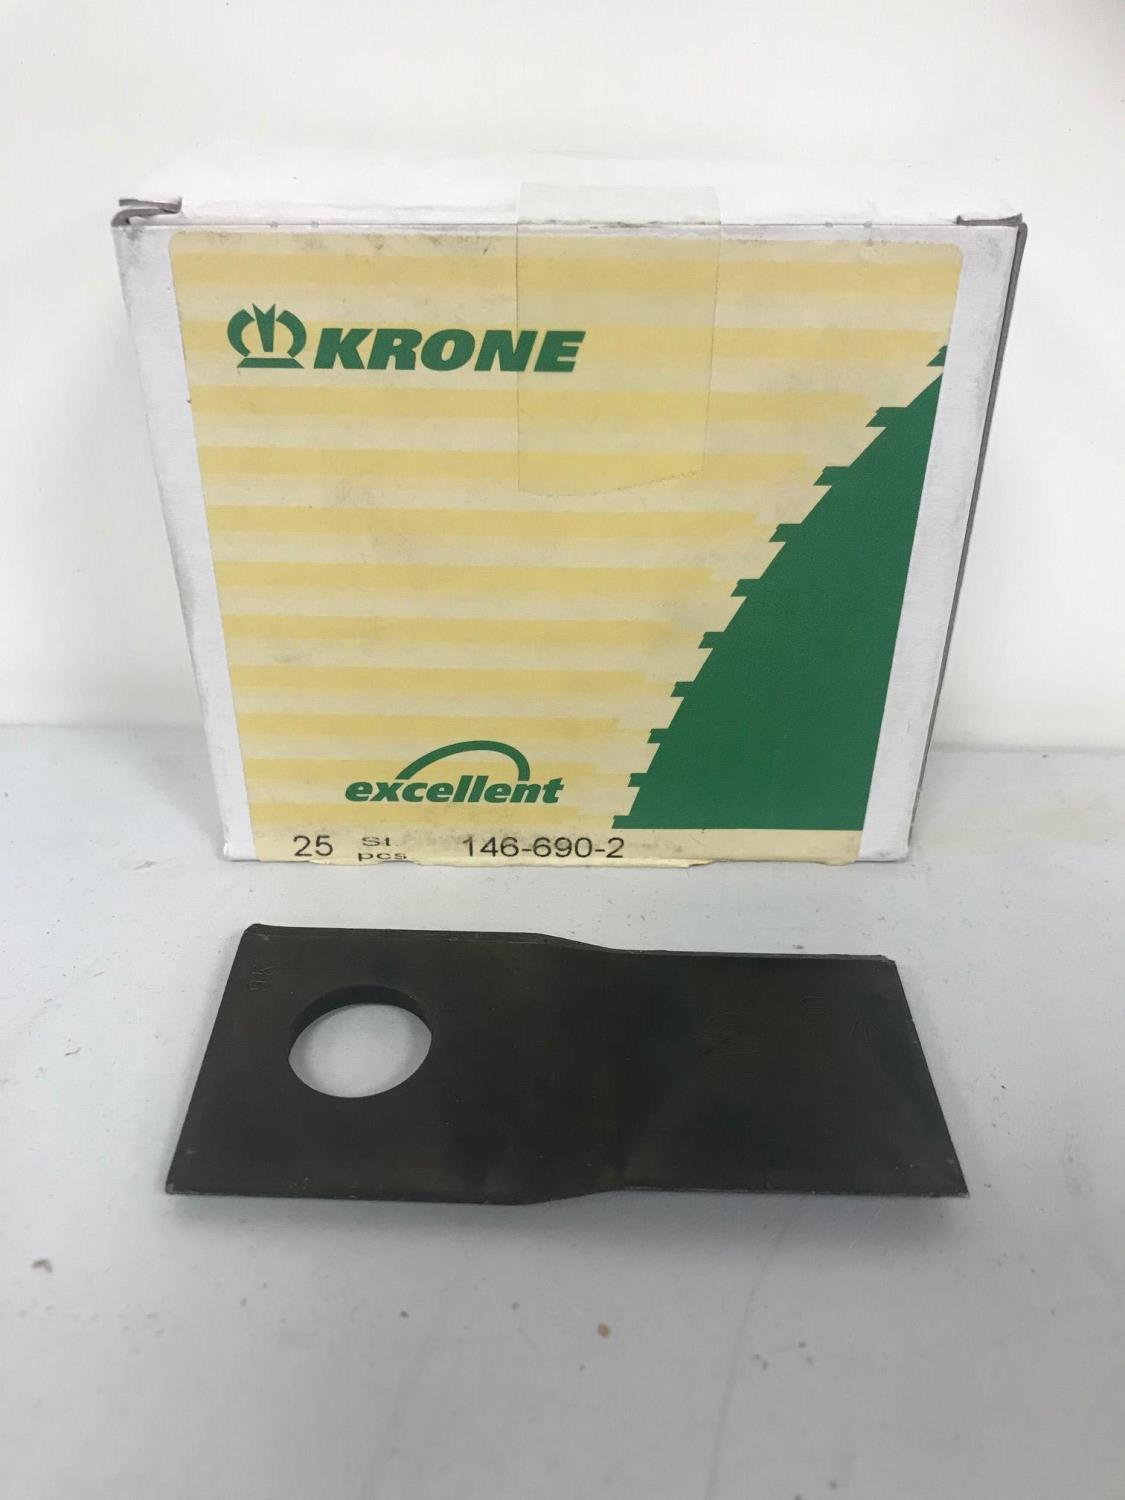 KRONE
excellent
25 St. pcs. 146-690-2